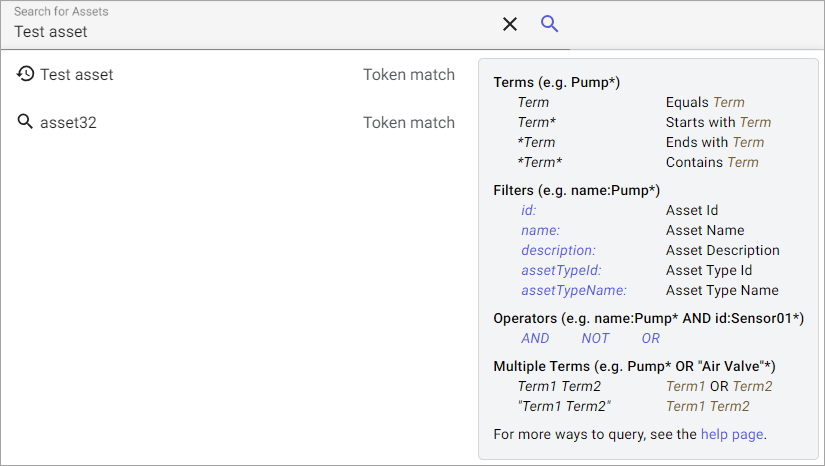 Search for Assets
Test asset
Test asset Token match
asset32 Token match
Terms (e.g. Pump*)
Term Equals Term
Term* Starts with Term
*Term Ends with Term
*Term* Contains Term
Filters (e.g. name:Pump*)
id: Asset Id
name: Asset Name
description: Asset Description
assetTypeId: Asset Type Id
assetTypeName: Asset Type Name
Operators (e.g. name:Pump* AND id:Sensor01*)
AND NOT OR
Multiple Terms (e.g. Pump* OR "Air Valve"*)
Term1 Term2 Term1 OR Term2
"Term1 Term2" Term1 Term2
For more ways to query, see the help page.